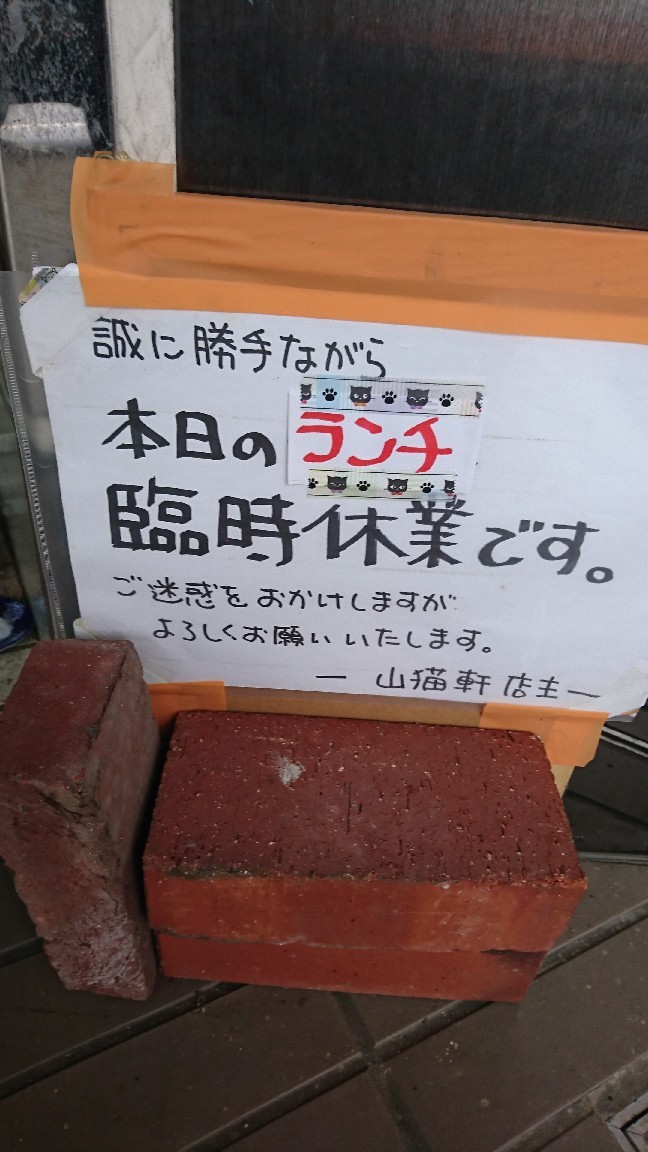 誠に勝手ながら
本日のランチ
臨時休業です。
ご迷惑をおかけしますが
よろしくお願いいたします。
― 山猫軒 店主 ―